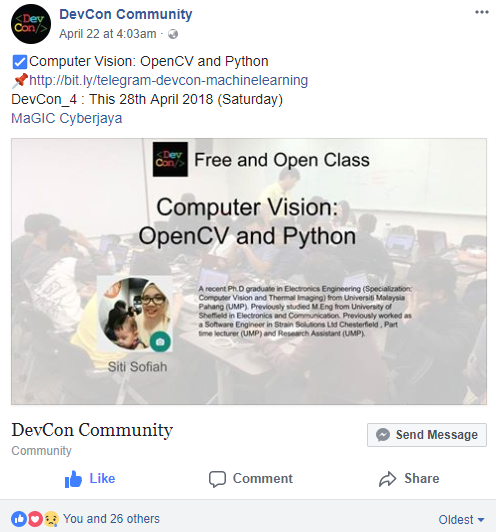 DevCon Community
April 22 at 4:03am ·
Computer Vision: OpenCV and Python
http://bit.ly/telegram-devcon-machinelearning
DevCon_4 : This 28th April 2018 (Saturday)
MaGIC Cyberjaya
<Dev
Con/>
Free and Open Class
Computer Vision:
OpenCV and Python
A recent Ph.D graduate in Electronics Engineering (Specialization:
Computer Vision and Thermal Imaging) from Universiti Malaysia
Pahang (UMP). Previously studied M.Eng from University of
Sheffield in Electronics and Communication. Previously worked as
a Software Engineer in Strain Solutions Ltd Chesterfield , Part
time lecturer (UMP) and Research Assistant (UMP).
Siti Sofiah
DevCon Community
Community
Send Message
Like
Comment
Share
You and 26 others
Oldest